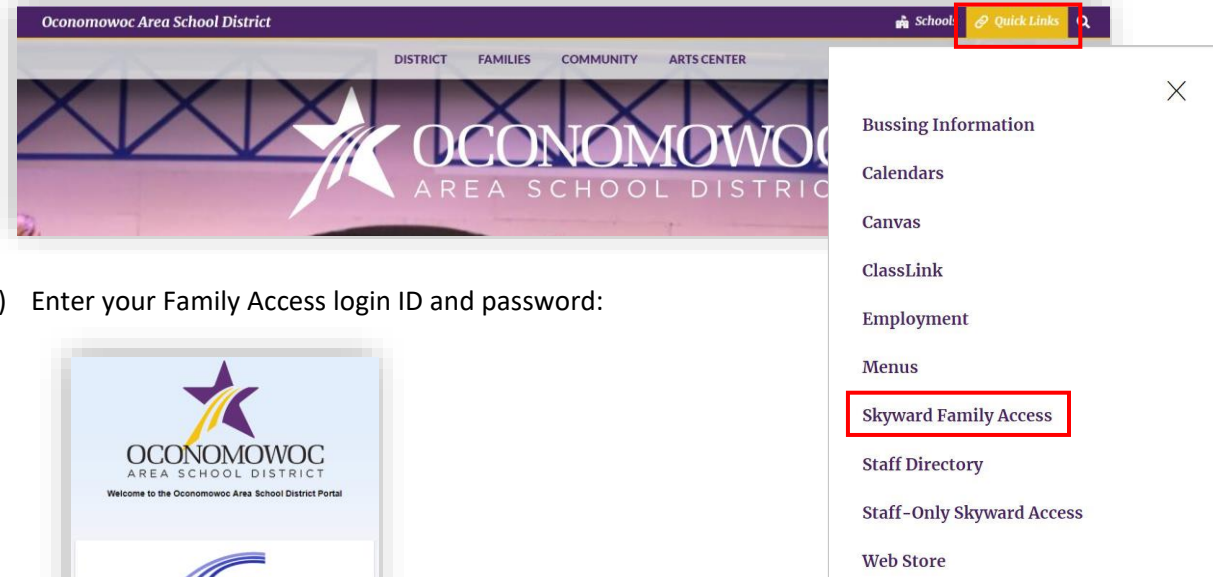 Oconomowoc Area School District
Schools
Quick Links
DISTRICT FAMILIES COMMUNITY ARTS CENTER
AREA SCHOOL
Bussing Information
Calendars
Canvas
ClassLink
Employment
Menus
Skyward Family Access
Staff Directory
Staff-Only Skyward Access
Web Store
) Enter your Family Access login ID and password:
OCONOMOWOC
AREA SCHOOL DISTRICT
Welcome to the Oconomowoc Area School District Portal